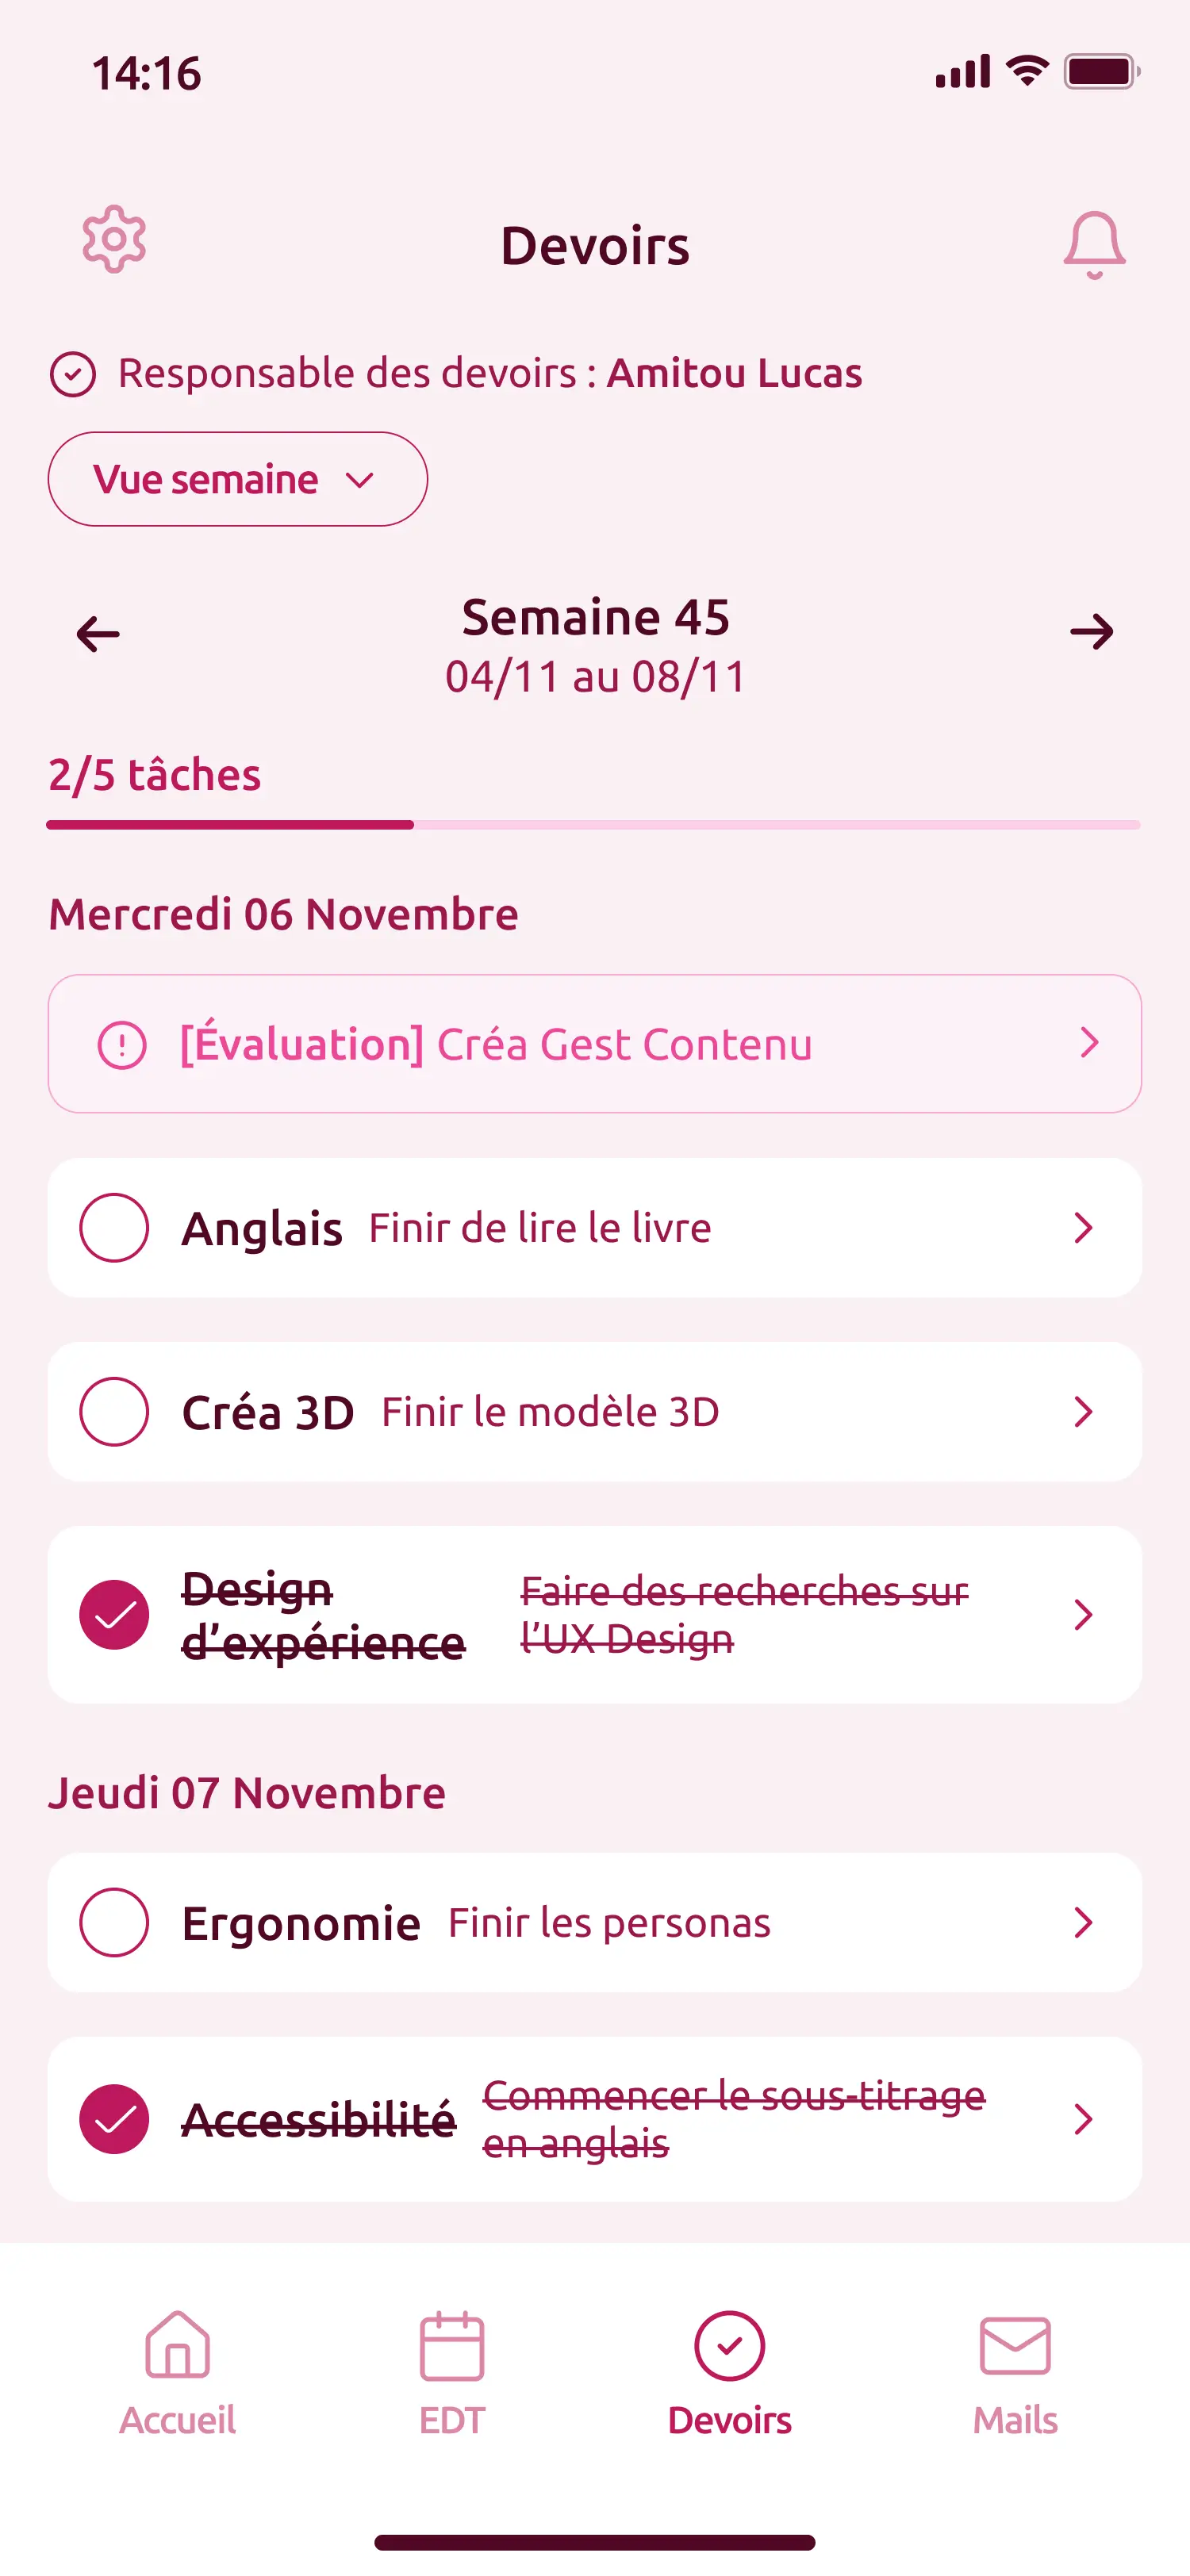 14:16
Devoirs
Responsable des devoirs : Amitou Lucas
Vue semaine
Semaine 45
04/11 au 08/11
2/5 tâches
Mercredi 06 Novembre
[Évaluation] Créa Gest Contenu
Anglais Finir de lire le livre
Créa 3D Finir le modèle 3D
Design
d’expérience
Faire des recherches sur
l’UX Design
Jeudi 07 Novembre
Ergonomie Finir les personas
Accessibilité
Commencer le sous-titrage
en anglais
Accueil
EDT
Devoirs
Mails